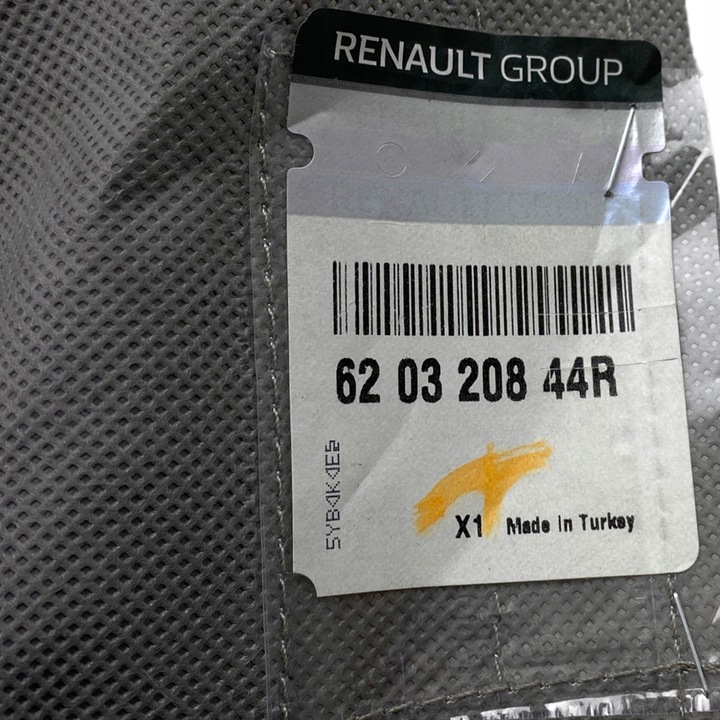 RENAULT GROUP
62 03 208 44R
X1 Made in Turkey